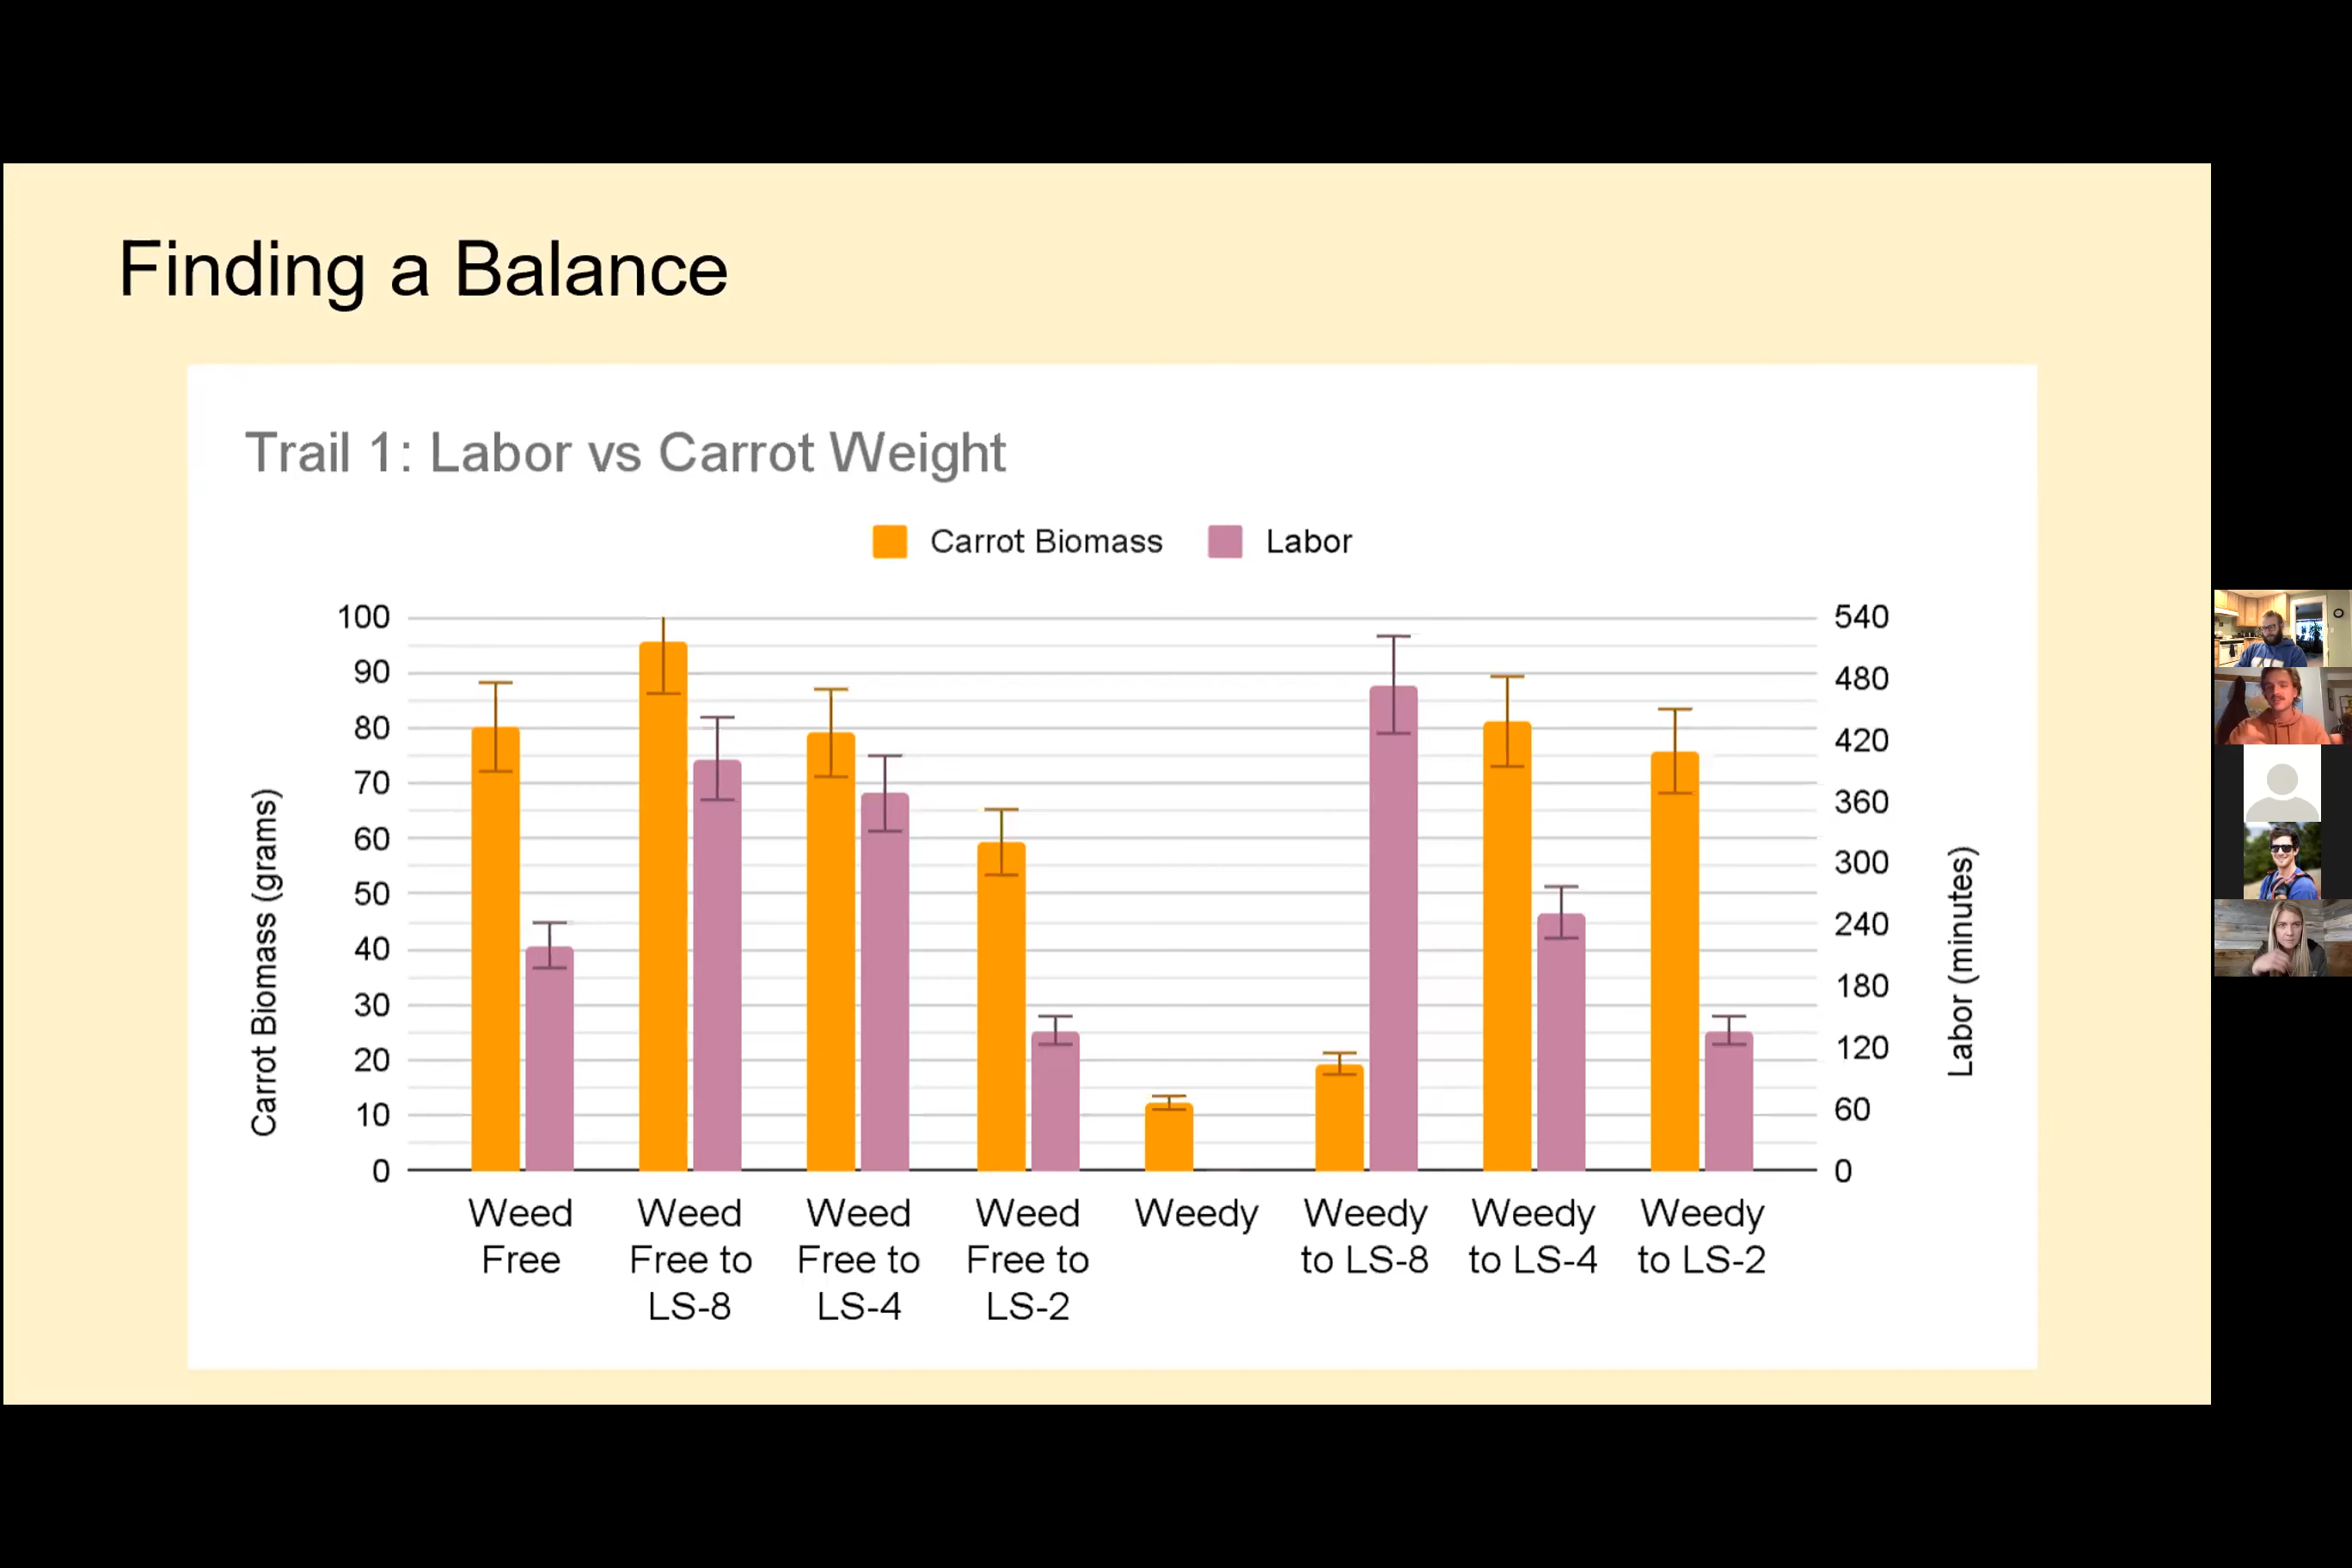 Finding a Balance
Trail 1: Labor vs Carrot Weight
Carrot Biomass
Labor
100
90
80
70
60
50
40
30
20
10
0
Carrot Biomass (grams)
540
480
420
360
300
240
180
120
60
0
Labor (minutes)
Weed
Free
Weed
Free to
LS-8
Weed
Free to
LS-4
Weed
Free to
LS-2
Weedy
Weedy
to LS-8
Weedy
to LS-4
Weedy
to LS-2